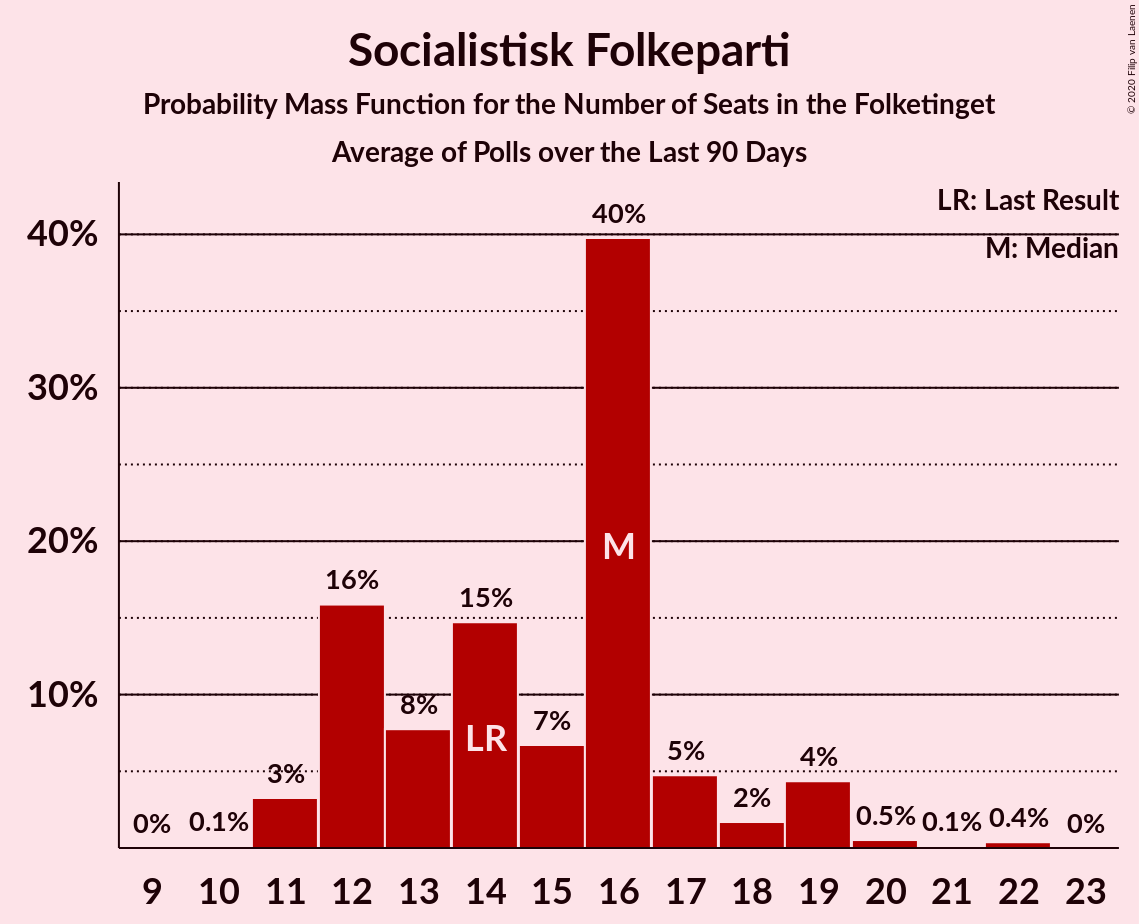 Socialistisk Folkeparti
Probability Mass Function for the Number of Seats in the Folketinget
Average of Polls over the Last 90 Days
© 2020 Filip van Laenen
LR: Last Result
M: Median
40%
30%
20%
10%
0%
0.1%
3%
16%
8%
15%
7%
40%
5%
2%
4%
0.5%
0.1%
0.4%
0%
LR
M
9 10 11 12 13 14 15 16 17 18 19 20 21 22 23